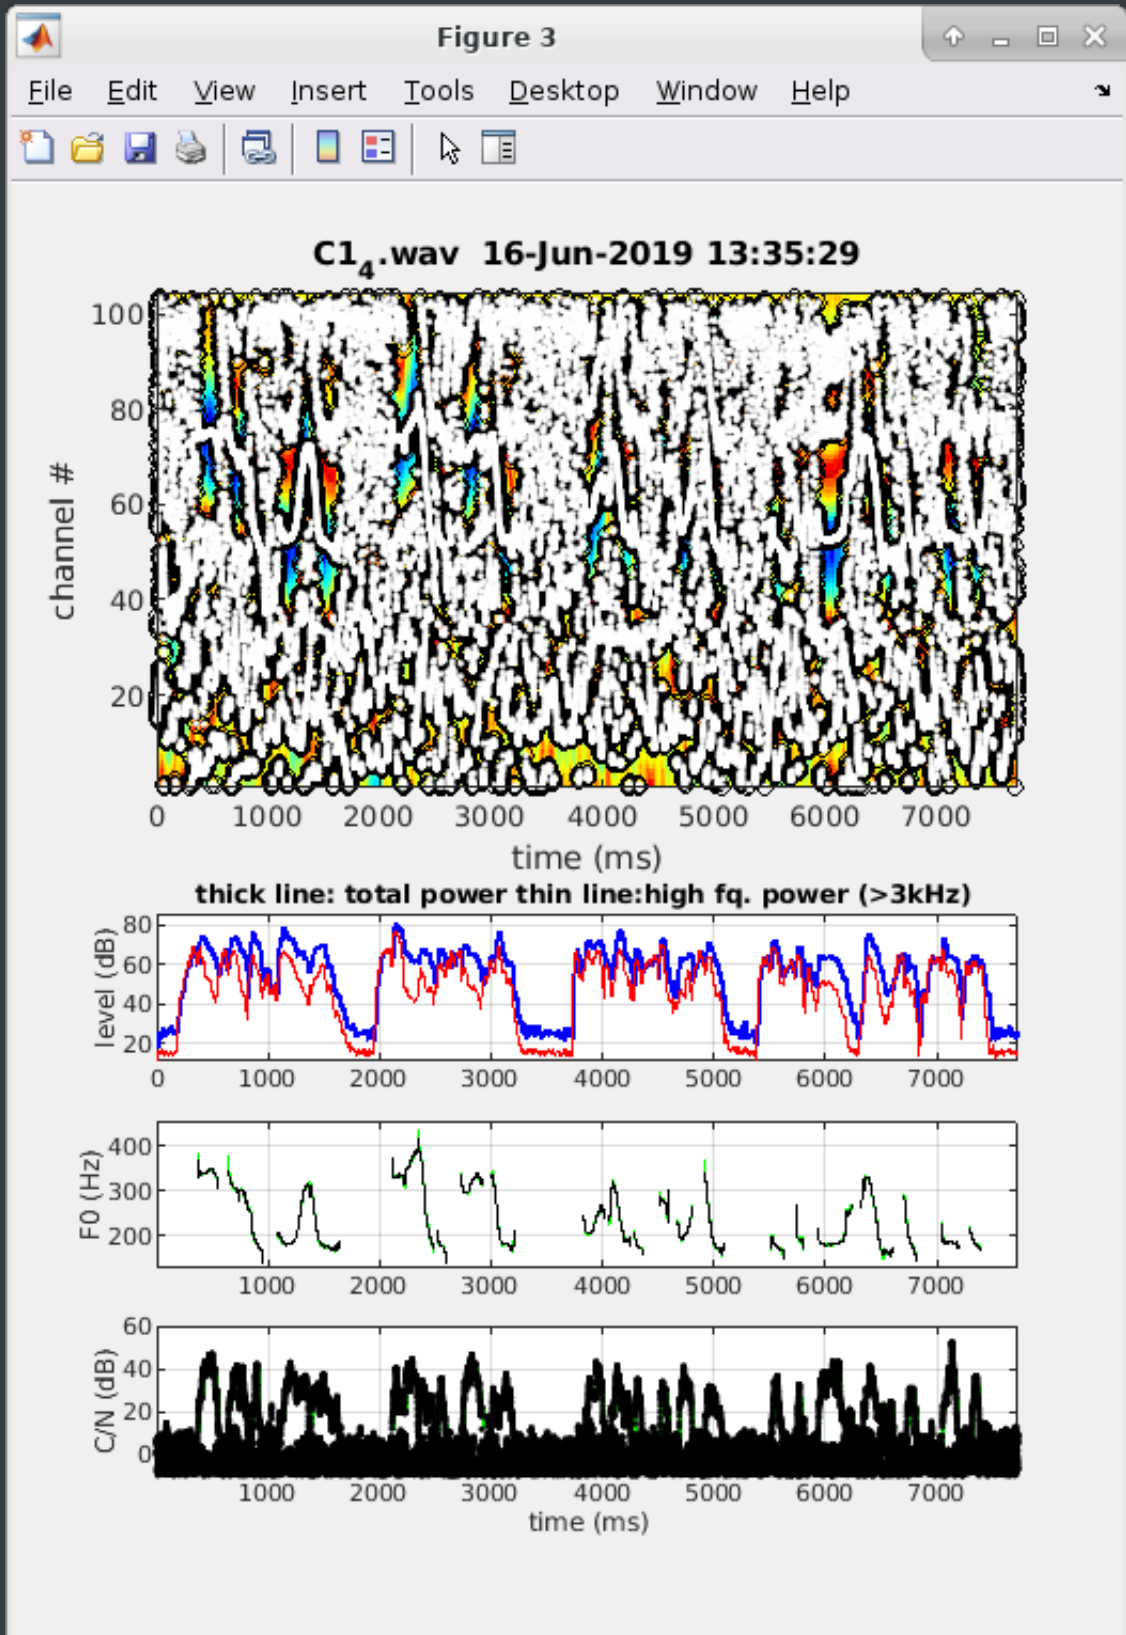 Figure 3
File Edit View Insert Tools Desktop Window Help
C1₄.wav 16-Jun-2019 13:35:29
100
80
60
40
20
channel #
0 1000 2000 3000 4000 5000 6000 7000
time (ms)
thick line: total power thin line:high fq. power (>3kHz)
80
60
40
20
level (dB)
0 1000 2000 3000 4000 5000 6000 7000
400
300
200
F0 (Hz)
1000 2000 3000 4000 5000 6000 7000
60
40
20
0
C/N (dB)
1000 2000 3000 4000 5000 6000 7000
time (ms)